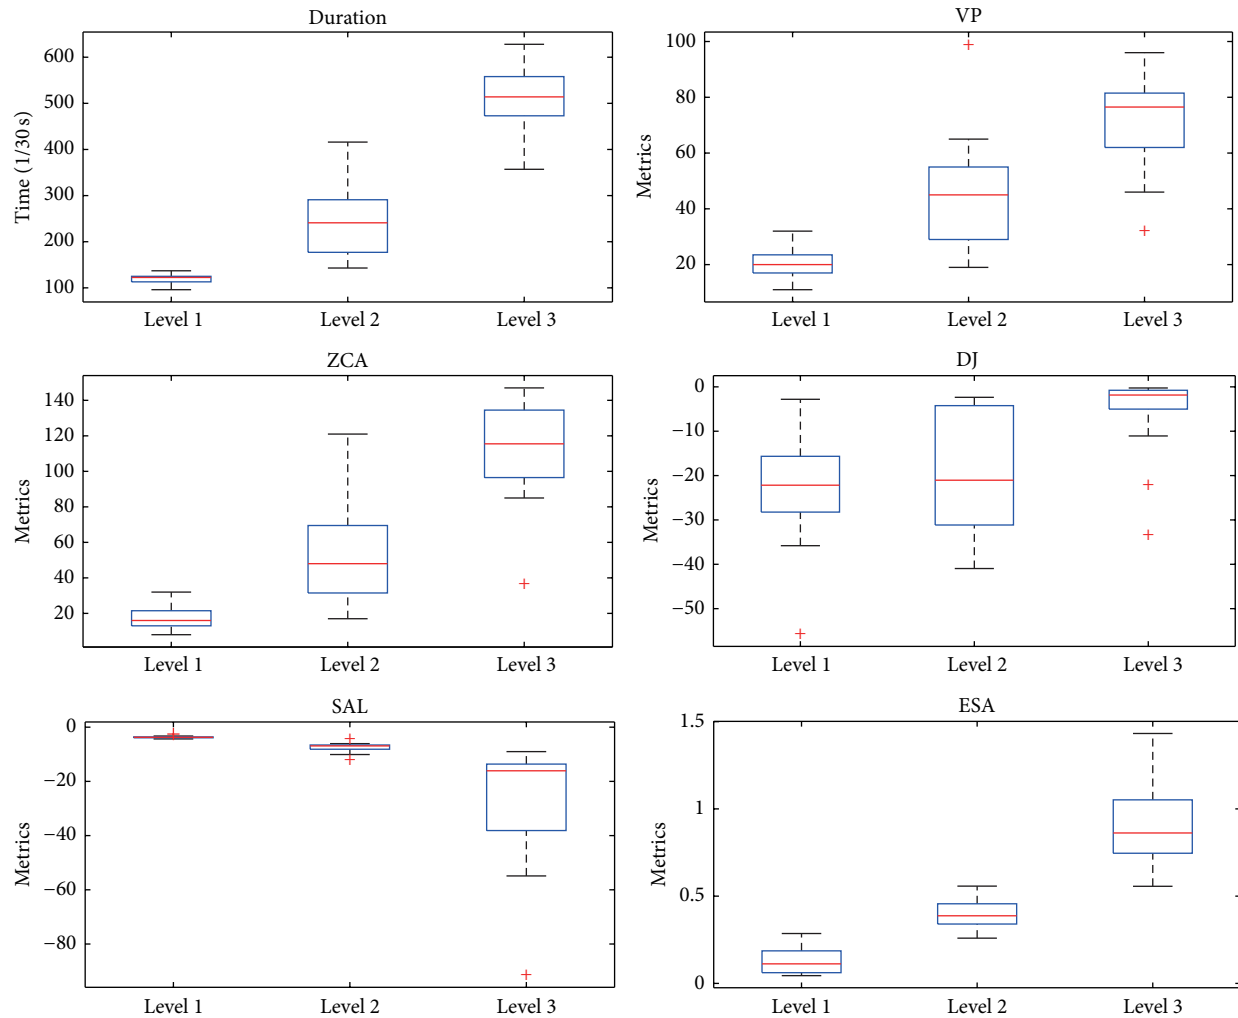 Duration
Time (1/30 s)
600
500
400
300
200
100
Level 1 Level 2 Level 3
VP
Metrics
100
80
60
40
20
Level 1 Level 2 Level 3
ZCA
Metrics
140
120
100
80
60
40
20
Level 1 Level 2 Level 3
DJ
Metrics
0
−10
−20
−30
−40
−50
Level 1 Level 2 Level 3
SAL
Metrics
0
−20
−40
−60
−80
Level 1 Level 2 Level 3
ESA
Metrics
1.5
1
0.5
0
Level 1 Level 2 Level 3